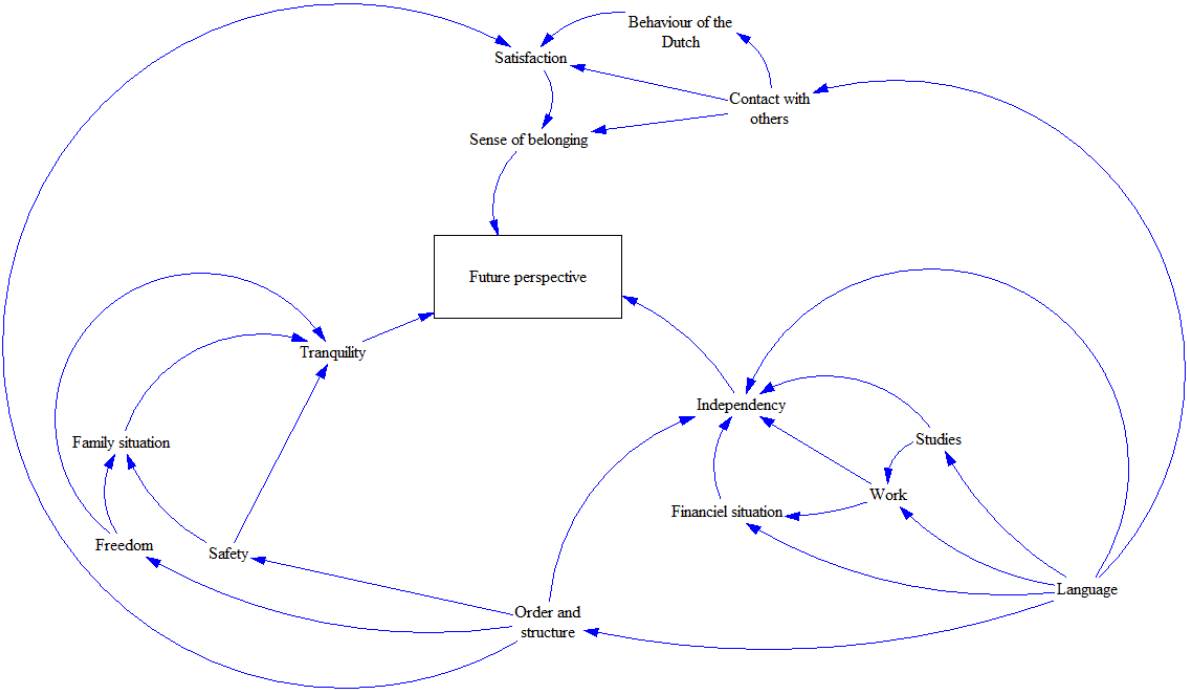 Behaviour of the
Dutch
Satisfaction
Contact with
others
Sense of belonging
Future perspective
Tranquility
Independency
Family situation
Studies
Work
Financiel situation
Freedom
Safety
Language
Order and
structure